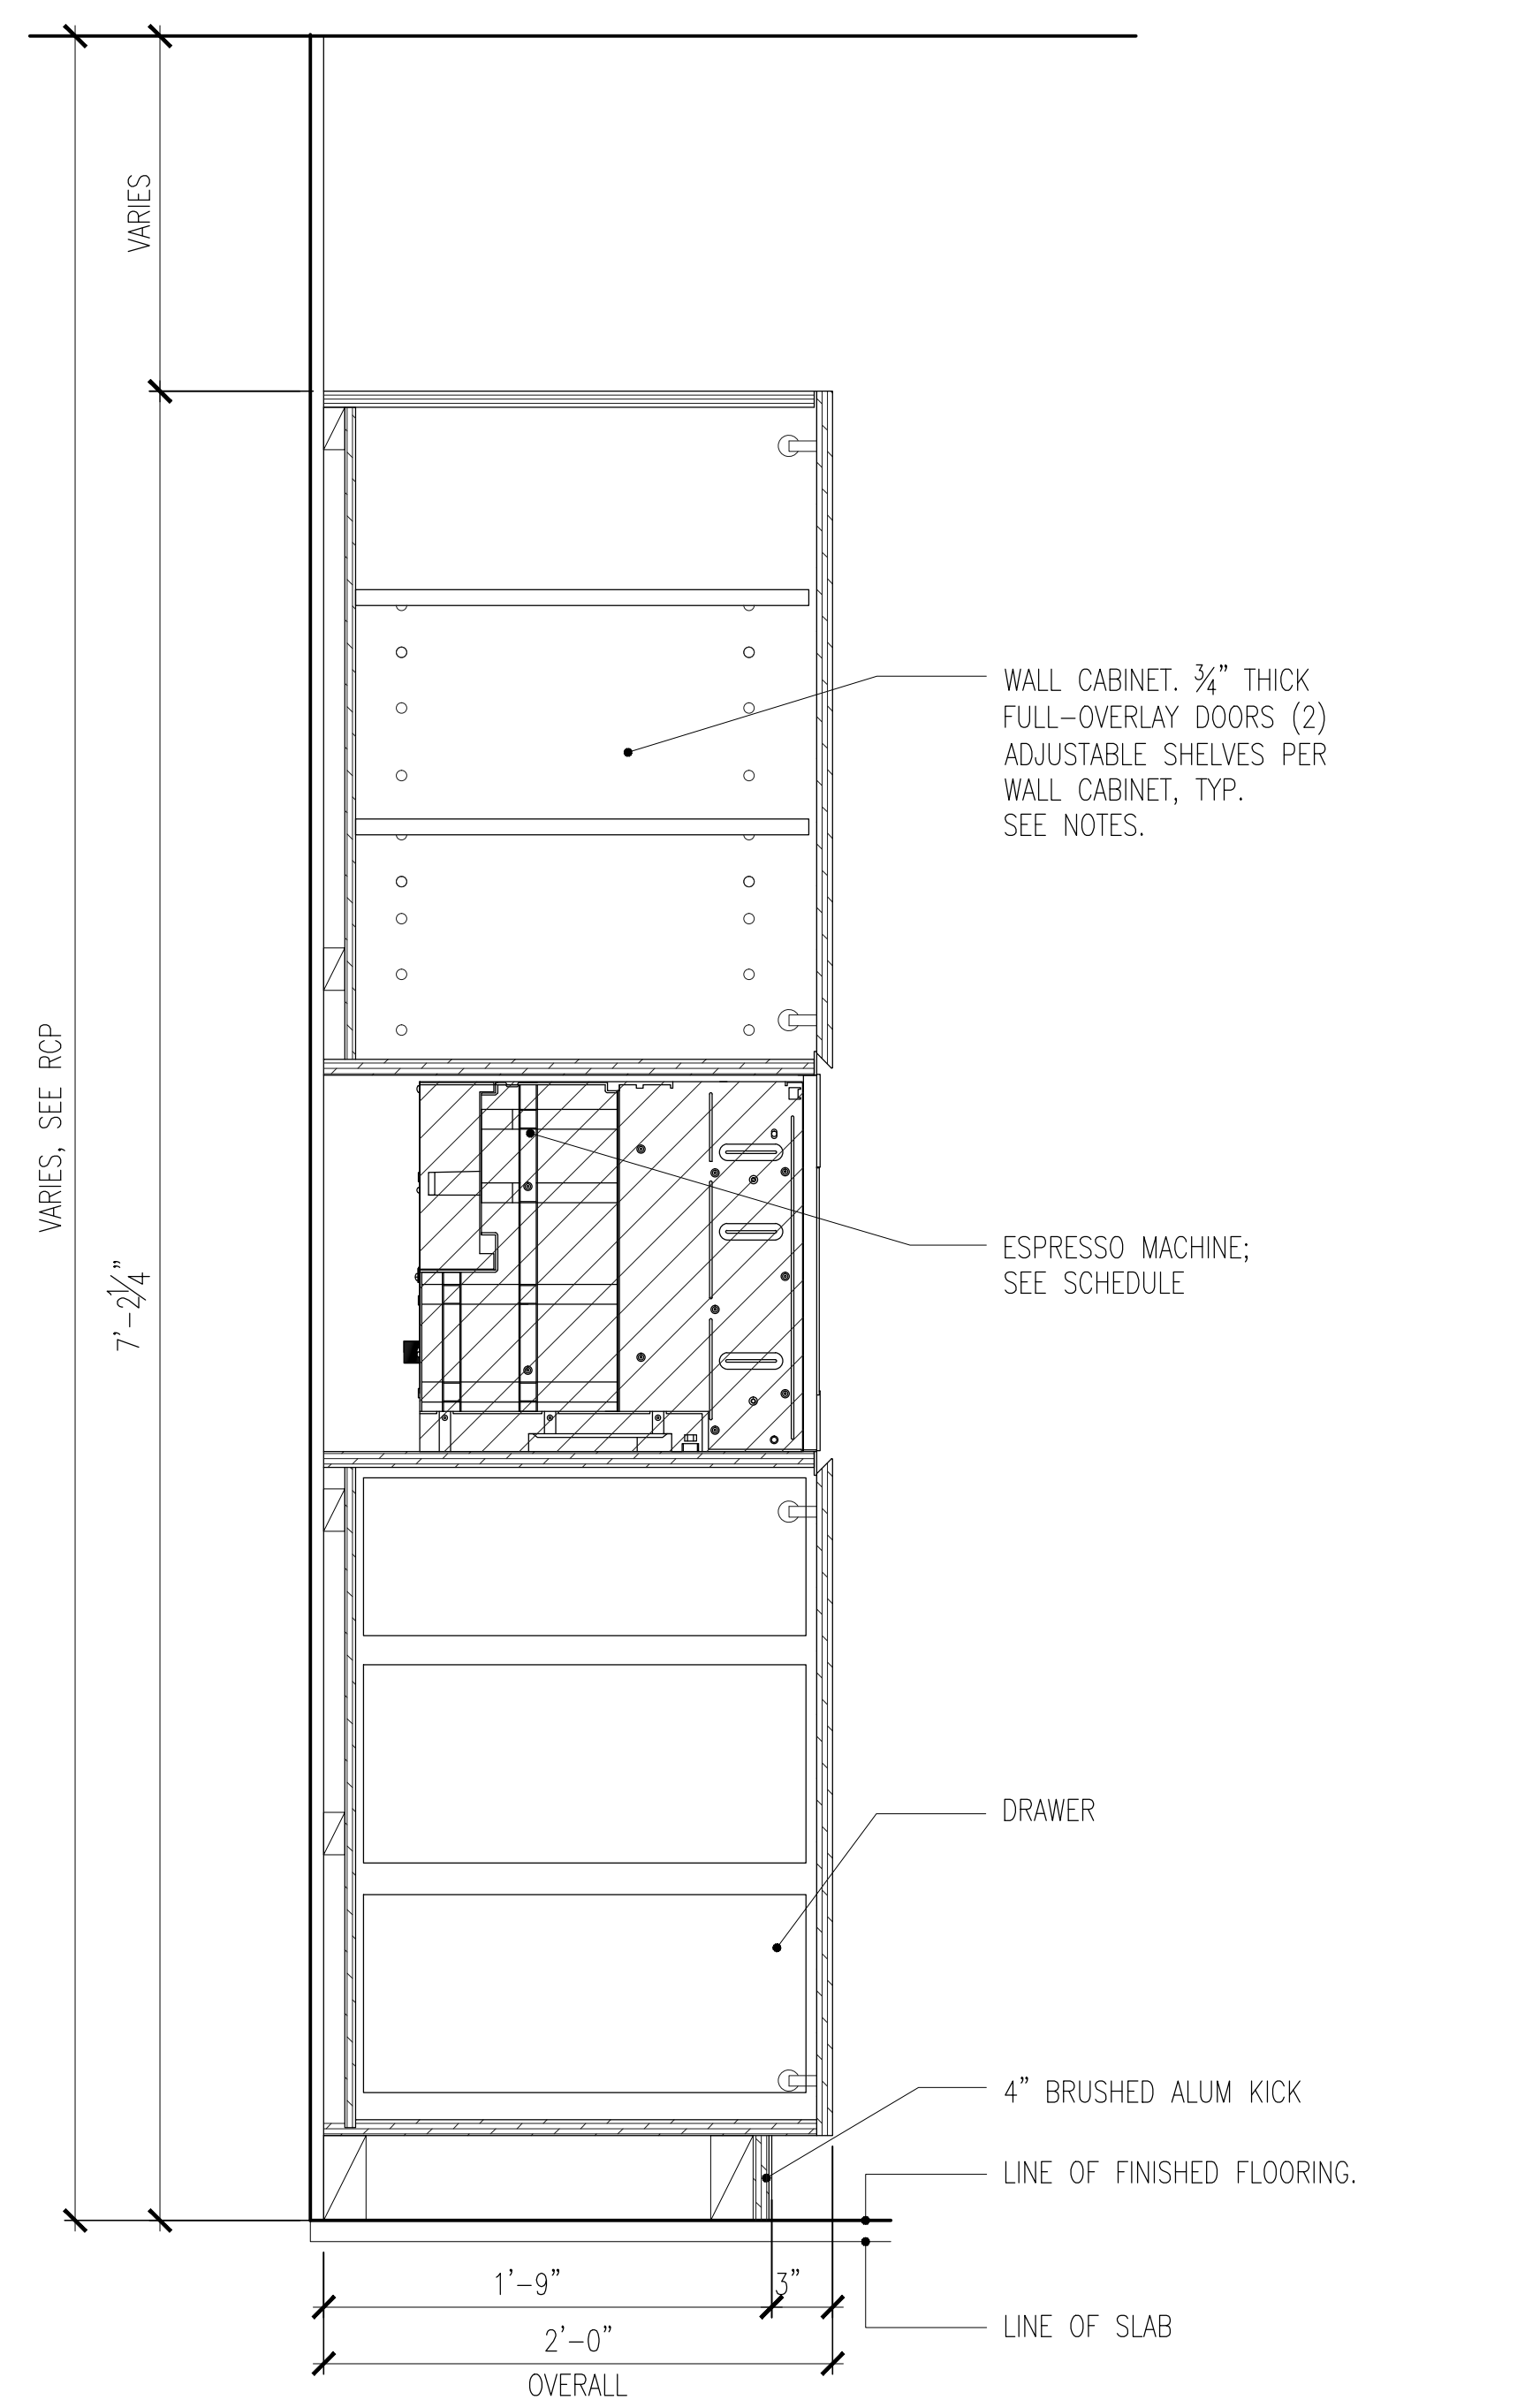 VARIES
WALL CABINET. ¾” THICK
FULL-OVERLAY DOORS (2)
ADJUSTABLE SHELVES PER
WALL CABINET, TYP.
SEE NOTES.
VARIES, SEE RCP
7’-2¼”
ESPRESSO MACHINE;
SEE SCHEDULE
DRAWER
4” BRUSHED ALUM KICK
LINE OF FINISHED FLOORING.
1’-9”
3”
LINE OF SLAB
2’-0”
OVERALL